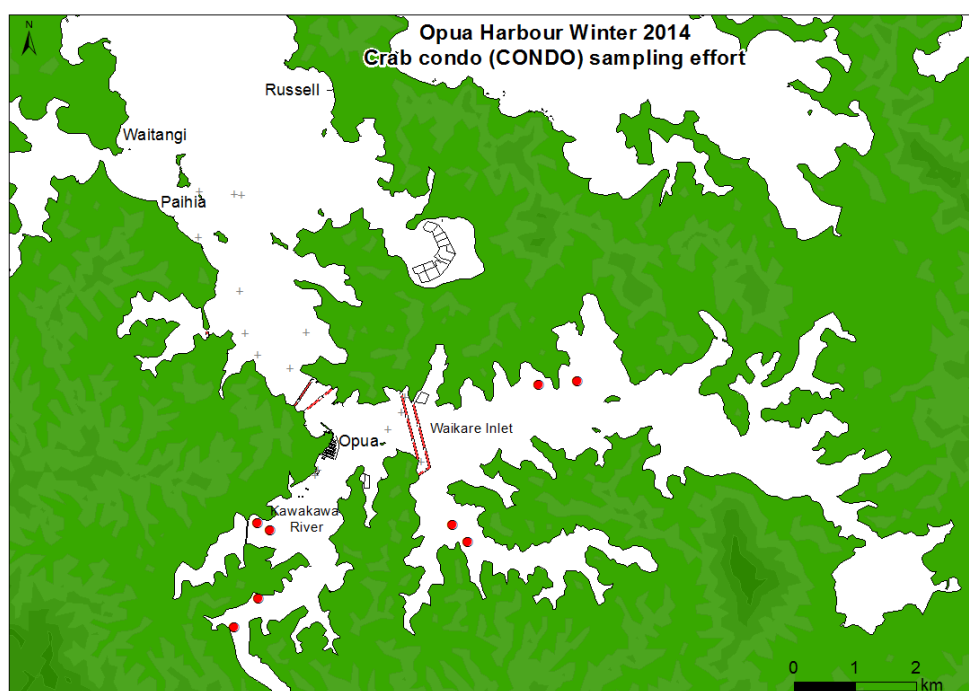 N
Opua Harbour Winter 2014
Crab condo (CONDO) sampling effort
Russell
Waitangi
Paihia
Opua
Waikare Inlet
Kawakawa
River
0 1 2
km